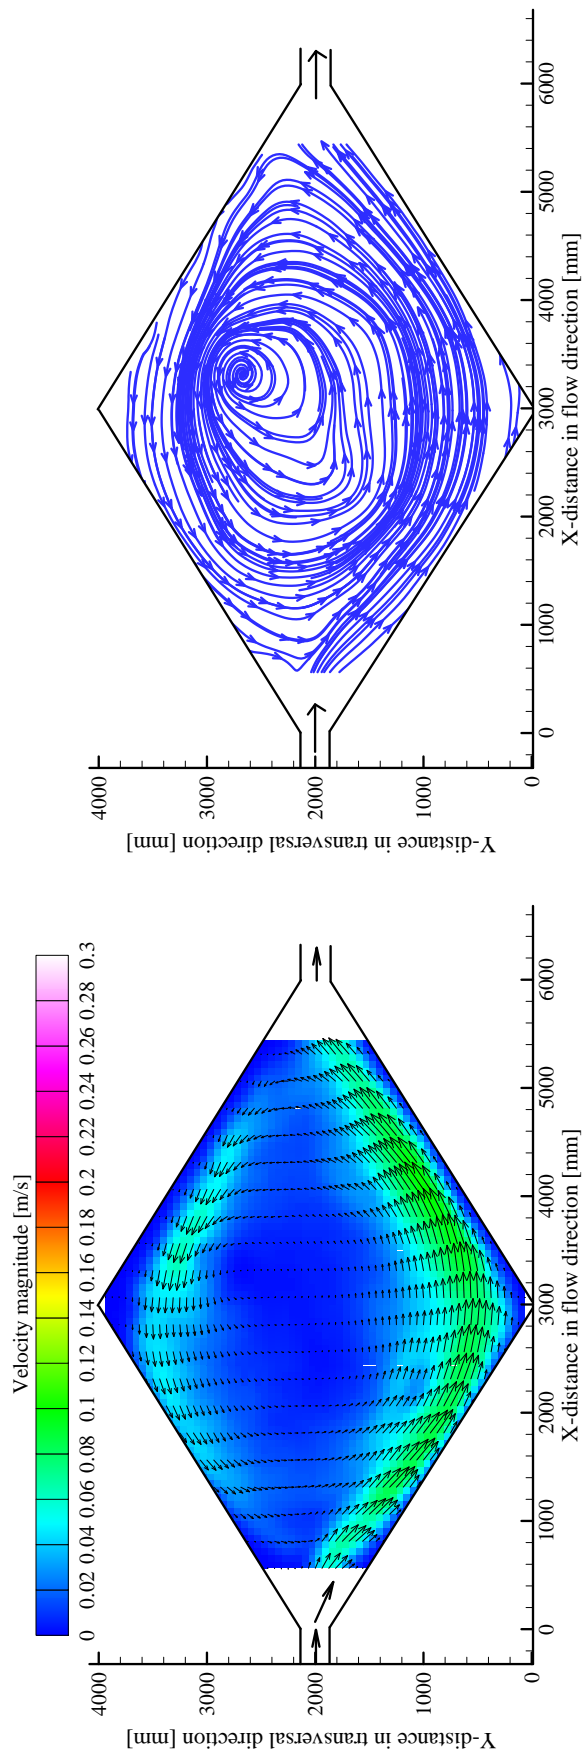 Velocity magnitude [m/s]
0 0.02 0.04 0.06 0.08 0.1 0.12 0.14 0.16 0.18 0.2 0.22 0.24 0.26 0.28 0.3
Y-distance in transversal direction [mm]
4000
3000
2000
1000
0
0 1000 2000 3000 4000 5000 6000
X-distance in flow direction [mm]
Y-distance in transversal direction [mm]
4000
3000
2000
1000
0
0 1000 2000 3000 4000 5000 6000
X-distance in flow direction [mm]